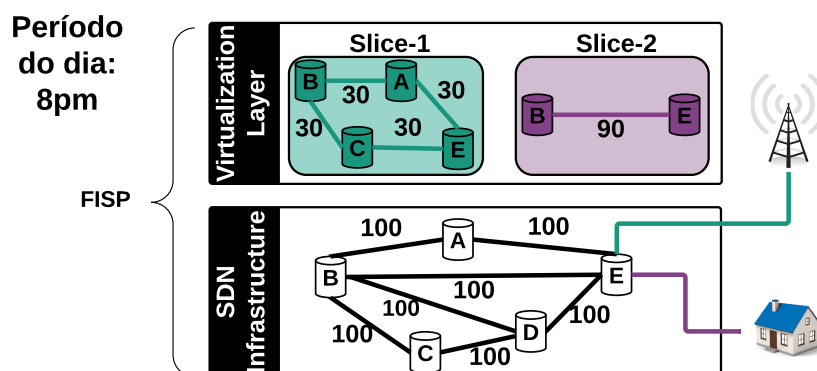 Período
do dia:
8pm
FISP
Virtualization
Layer
Slice-1
B
A
30
30
30
30
C
E
Slice-2
B
E
90
SDN
Infrastructure
100
100
A
B
E
100
100
100
100
D
C
100